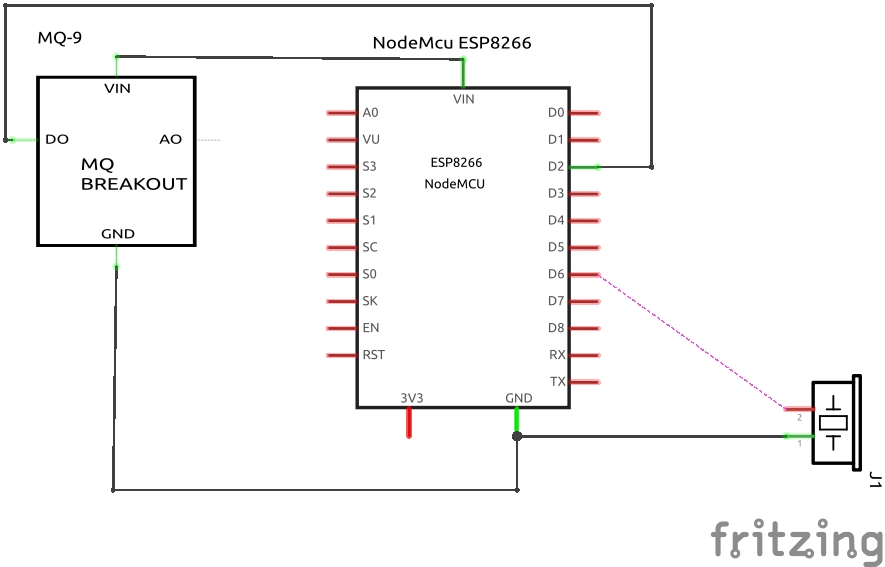 MQ-9
NodeMcu ESP8266
VIN
DO
AO
MQ
BREAKOUT
GND
VIN
ESP8266
NodeMCU
A0
VU
S3
S2
S1
SC
S0
SK
EN
RST
D0
D1
D2
D3
D4
D5
D6
D7
D8
RX
TX
3V3
GND
2
1
J1
fritzing